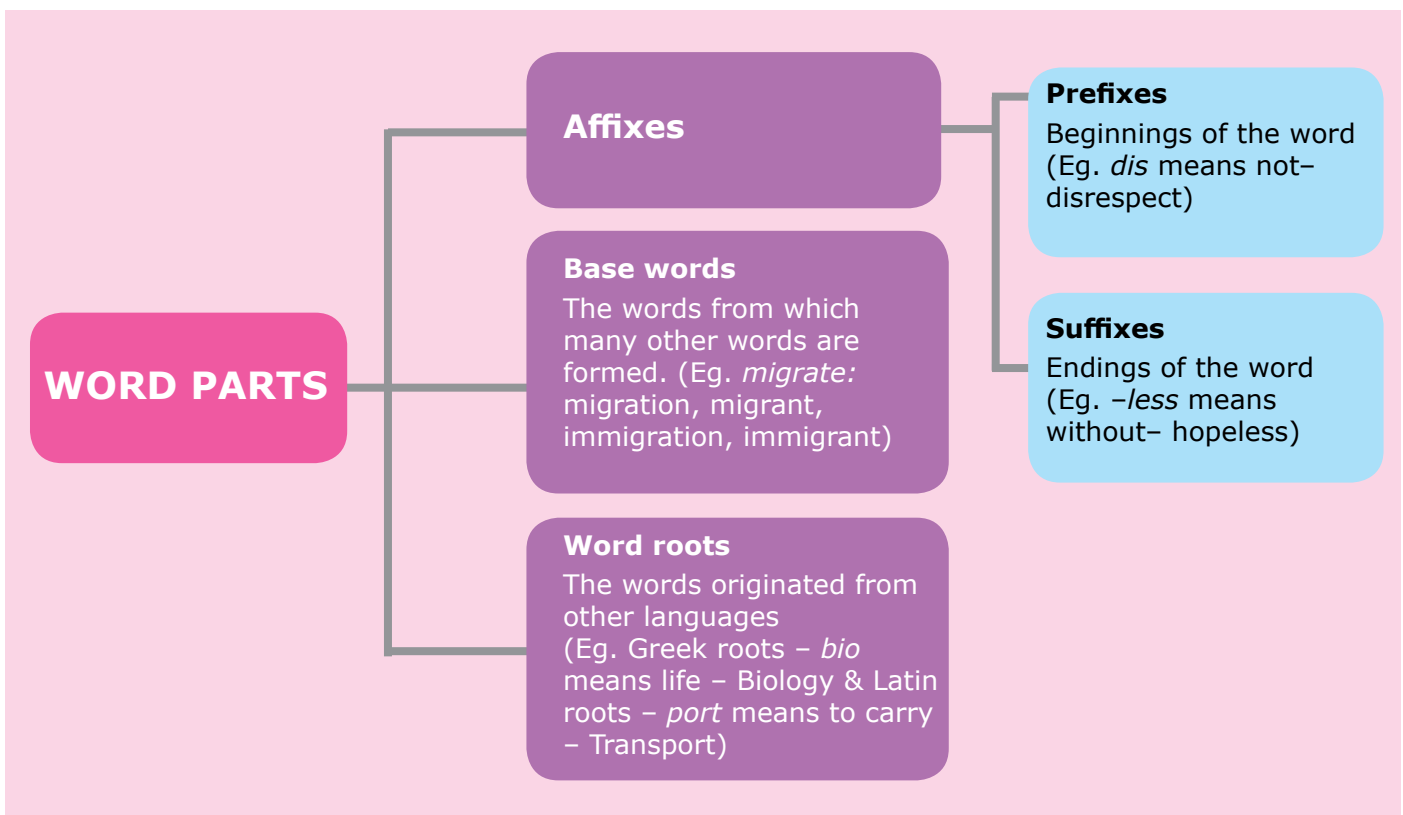 WORD PARTS
Affixes
Prefixes
Beginnings of the word
(Eg. dis means not–
disrespect)
Suffixes
Endings of the word
(Eg. –less means
without– hopeless)
Base words
The words from which
many other words are
formed. (Eg. migrate:
migration, migrant,
immigration, immigrant)
Word roots
The words originated from
other languages
(Eg. Greek roots – bio
means life – Biology & Latin
roots – port means to carry
– Transport)